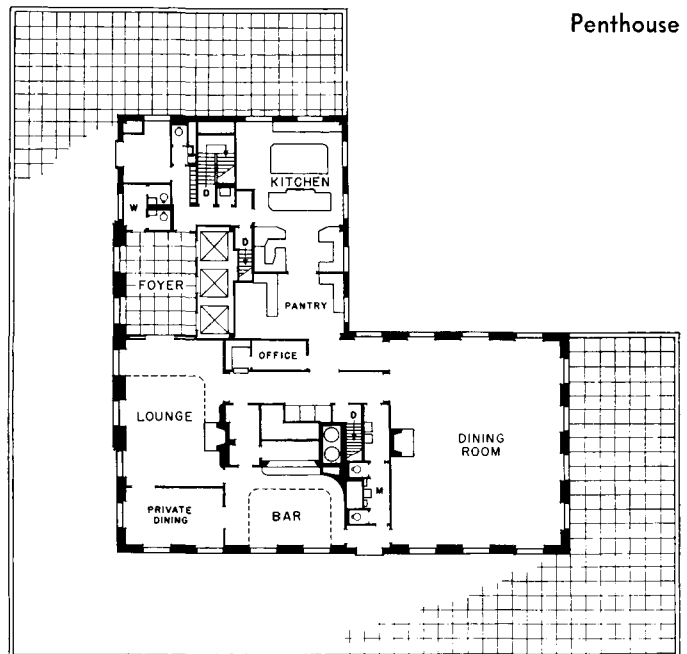 Penthouse
KITCHEN
D
W
D
FOYER
PANTRY
OFFICE
LOUNGE
D
DINING
ROOM
M
PRIVATE
DINING
BAR